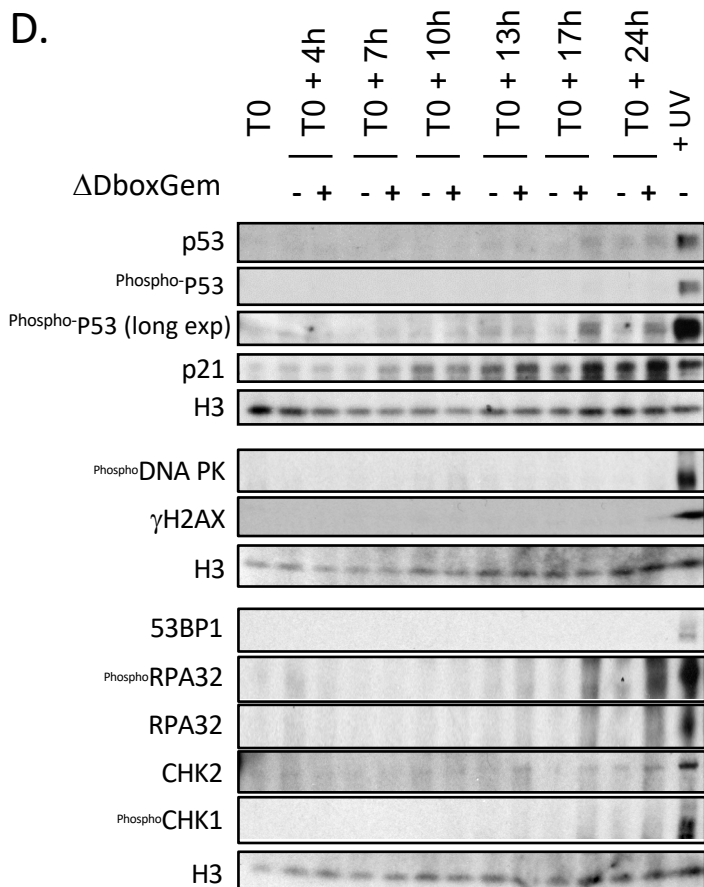 D.
T0
T0 + 4h
T0 + 7h
T0 + 10h
T0 + 13h
T0 + 17h
T0 + 24h
+ UV
ΔDboxGem - + - + - + - + - + - + -
p53
Phospho-P53
Phospho-P53 (long exp)
p21
H3
PhosphoDNA PK
γH2AX
H3
53BP1
PhosphoRPA32
RPA32
CHK2
PhosphoCHK1
H3